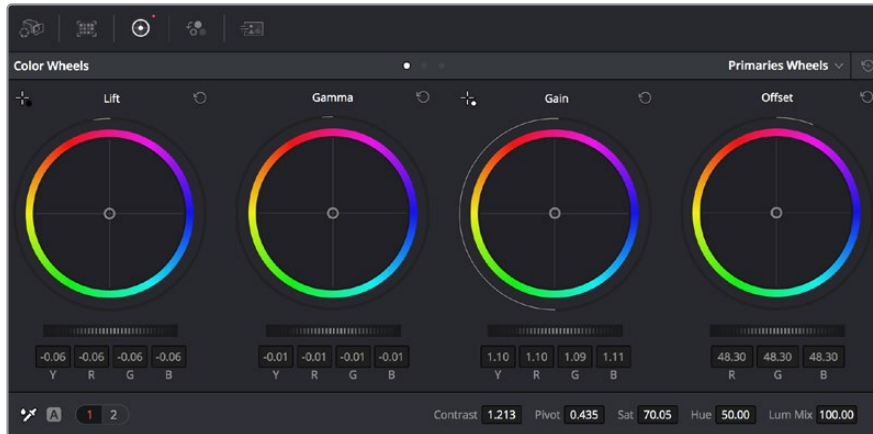 Color Wheels Primaries Wheels
Lift Gamma Gain Offset
-0.06 -0.06 -0.06 -0.06 -0.01 -0.01 -0.01 -0.01 1.10 1.10 1.09 1.11 48.30 48.30 48.30
Y R G B Y R G B Y R G B R G B
A 1 2 Contrast 1.213 Pivot 0.435 Sat 70.05 Hue 50.00 Lum Mix 100.00